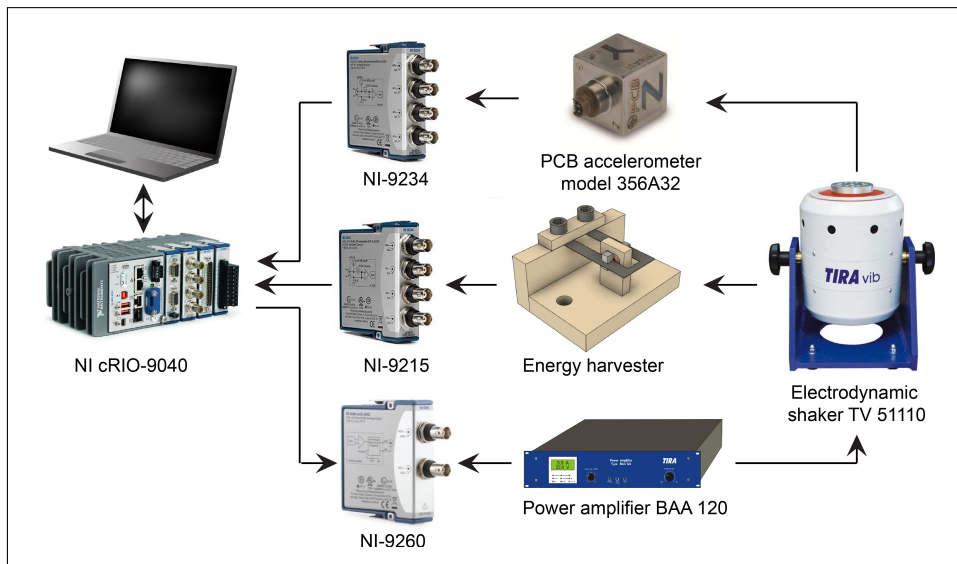 NI-9234
PCB accelerometer
model 356A32
NI cRIO-9040
NI-9215
Energy harvester
TIRA vib
Electrodynamic
shaker TV 51110
TIRA
Power amplifier BAA 120
NI-9260